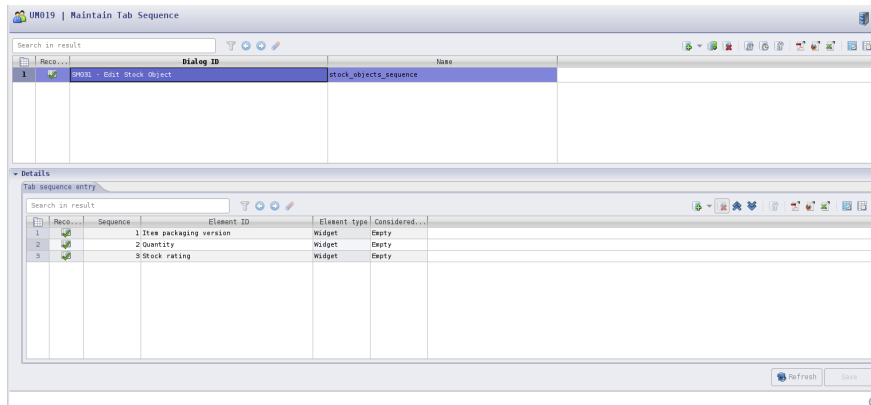 UM019 | Maintain Tab Sequence
Search in result
Reco... Dialog ID Name
1 SM031 - Edit Stock Object stock_objects_sequence
Details
Tab sequence entry
Search in result
Reco... Sequence Element ID Element type Considered...
1 1 Item packaging version Widget Empty
2 2 Quantity Widget Empty
3 3 Stock rating Widget Empty
Refresh Save